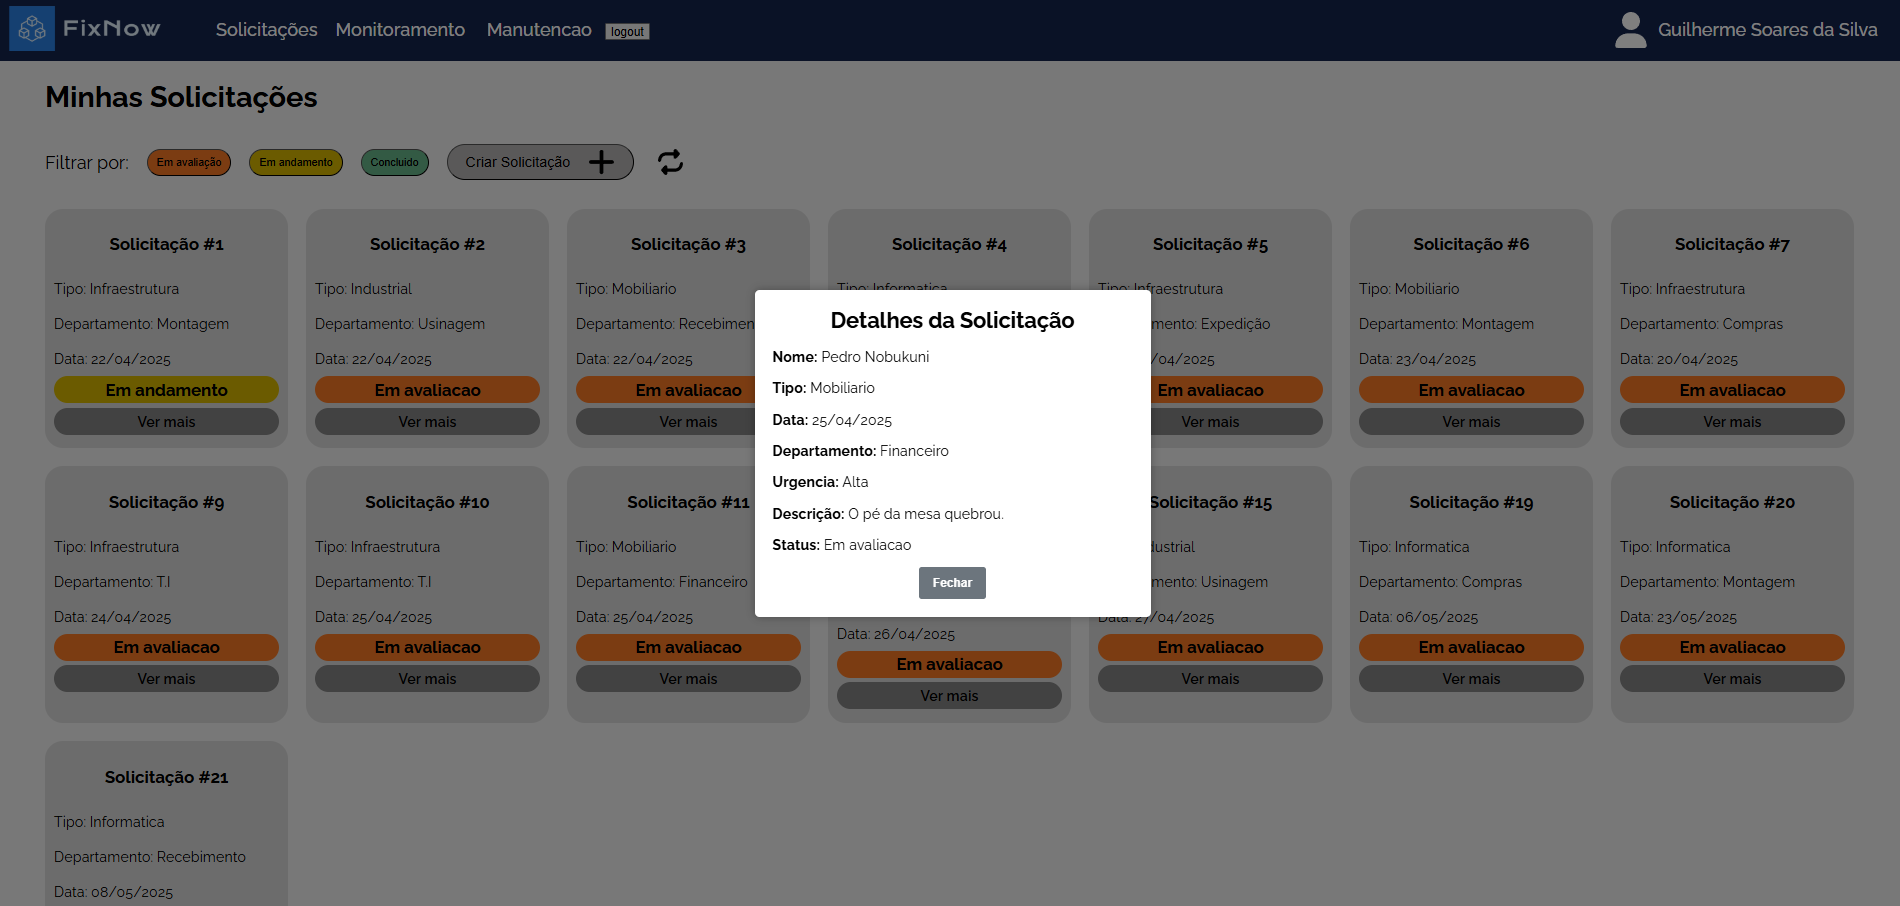 FixNow
Solicitações Monitoramento Manutencao logout
Guilherme Soares da Silva
Minhas Solicitações
Filtrar por: Em avaliação Em andamento Concluído Criar Solicitação
Solicitação #1
Tipo: Infraestrutura
Departamento: Montagem
Data: 22/04/2025
Em andamento
Ver mais
Solicitação #2
Tipo: Industrial
Departamento: Usinagem
Data: 22/04/2025
Em avaliacao
Ver mais
Solicitação #3
Tipo: Mobiliario
Departamento: Recebimen
Data: 22/04/2025
Em avaliacao
Ver mais
Solicitação #4
Tipo: Informatica
Solicitação #5
Tipo: Infraestrutura
mento: Expedição
/04/2025
Em avaliacao
Ver mais
Solicitação #6
Tipo: Mobiliario
Departamento: Montagem
Data: 23/04/2025
Em avaliacao
Ver mais
Solicitação #7
Tipo: Infraestrutura
Departamento: Compras
Data: 20/04/2025
Em avaliacao
Ver mais
Detalhes da Solicitação
Nome: Pedro Nobukuni
Tipo: Mobiliario
Data: 25/04/2025
Departamento: Financeiro
Urgencia: Alta
Descrição: O pé da mesa quebrou.
Status: Em avaliacao
Fechar
Solicitação #9
Tipo: Infraestrutura
Departamento: T.I
Data: 24/04/2025
Em avaliacao
Ver mais
Solicitação #10
Tipo: Infraestrutura
Departamento: T.I
Data: 25/04/2025
Em avaliacao
Ver mais
Solicitação #11
Tipo: Mobiliario
Departamento: Financeiro
Data: 25/04/2025
Em avaliacao
Ver mais
Data: 26/04/2025
Em avaliacao
Ver mais
Solicitação #15
dustrial
mento: Usinagem
Data: 27/04/2025
Em avaliacao
Ver mais
Solicitação #19
Tipo: Informatica
Departamento: Compras
Data: 06/05/2025
Em avaliacao
Ver mais
Solicitação #20
Tipo: Informatica
Departamento: Montagem
Data: 23/05/2025
Em avaliacao
Ver mais
Solicitação #21
Tipo: Informatica
Departamento: Recebimento
Data: 08/05/2025